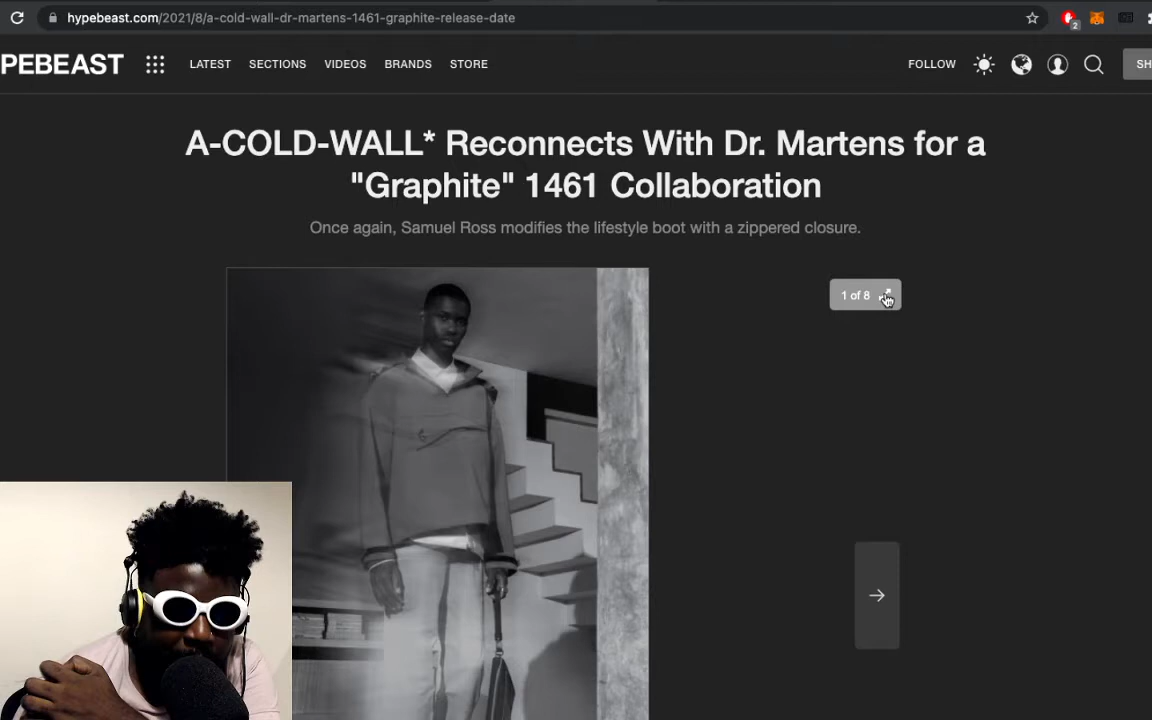 hypebeast.com/2021/8/a-cold-wall-dr-martens-1461-graphite-release-date
2
PEBEAST
LATEST
SECTIONS
VIDEOS
BRANDS
STORE
FOLLOW
SH
A-COLD-WALL* Reconnects With Dr. Martens for a
"Graphite" 1461 Collaboration
Once again, Samuel Ross modifies the lifestyle boot with a zippered closure.
1 of 8